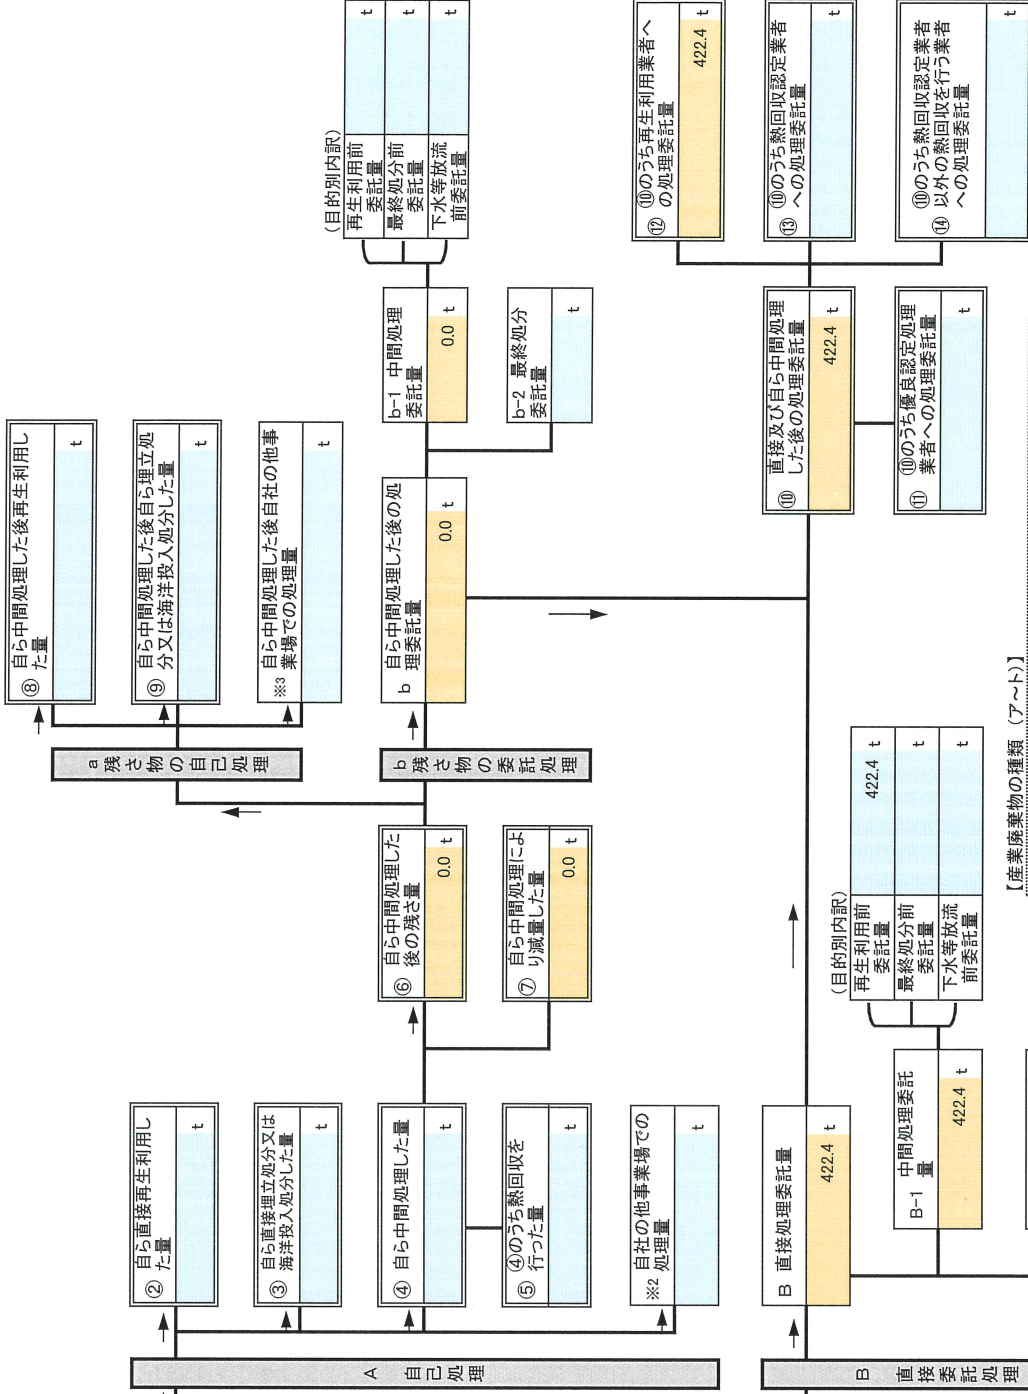 A
自己処理
② 自ら直接再生利用し
た量
t
③ 自ら直接埋立処分又は
海洋投入処分した量
t
④ 自ら中間処理した量
t
⑤ ④のうち熱回収を
行った量
t
※2 自社の他事業場での
処理量
t
⑥ 自ら中間処理した
後の残さ量
0.0 t
⑦ 自ら中間処理によ
り減量した量
0.0 t
a 残さ物の自己処理
⑧ 自ら中間処理した後再生利用し
た量
t
⑨ 自ら中間処理した後自ら埋立処
分又は海洋投入処分した量
t
※3 自ら中間処理した後自社の他事
業場での処理量
t
b 残さ物の委託処理
b 自ら中間処理した後の処
理委託量
0.0 t
b-1 中間処理
委託量
0.0 t
b-2 最終処分
委託量
t
(目的別内訳)
再生利用前
委託量
t
最終処分前
委託量
t
下水等放流
前委託量
t
B
直接委託処理
B 直接処理委託量
422.4 t
B-1 中間処理委託
量
422.4 t
(目的別内訳)
再生利用前
委託量
422.4 t
最終処分前
委託量
t
下水等放流
前委託量
t
⑩ 直接及び自ら中間処理
した後の処理委託量
422.4 t
⑪ ⑩のうち優良認定処理
業者への処理委託量
t
⑫ ⑩のうち再生利用業者へ
の処理委託量
422.4 t
⑬ ⑩のうち熱回収認定業者
への処理委託量
t
⑭ ⑩のうち熱回収認定業者
以外の熱回収を行う業者
への処理委託量
t
【産業廃棄物の種類(ア~ト)】